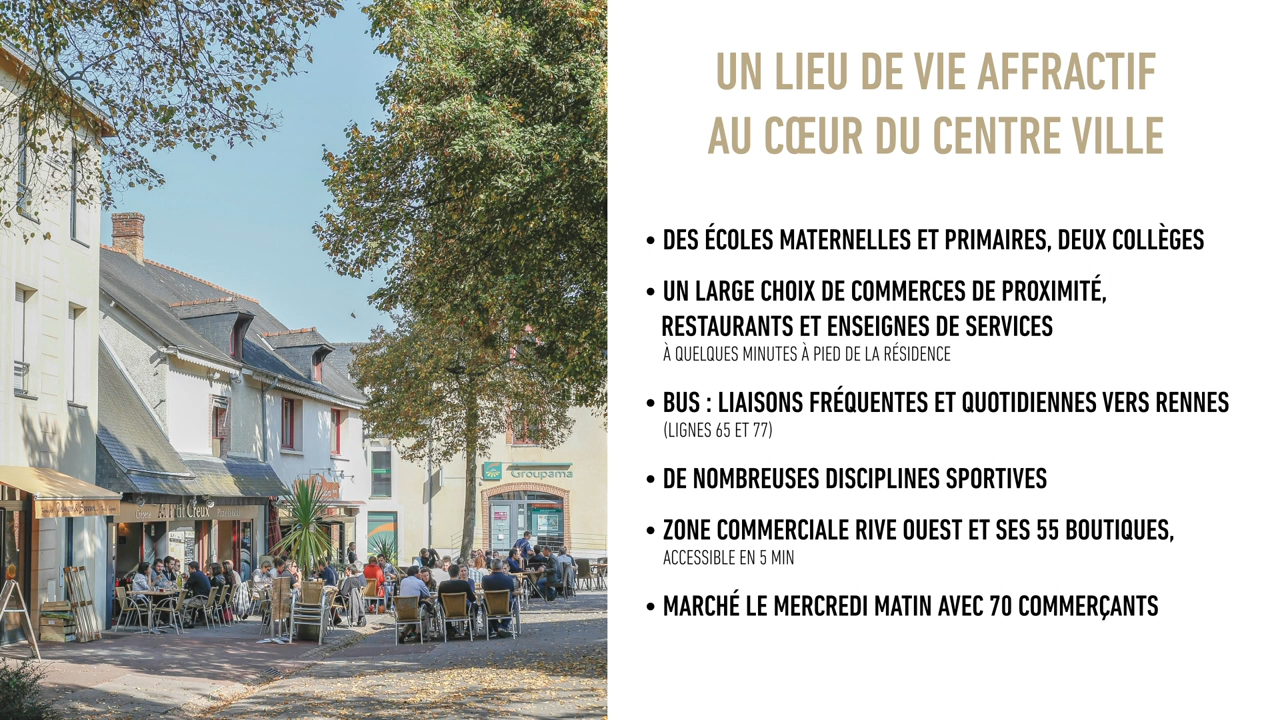 UN LIEU DE VIE AFFRACTIF
AU CŒUR DU CENTRE VILLE
• DES ÉCOLES MATERNELLES ET PRIMAIRES, DEUX COLLÈGES
• UN LARGE CHOIX DE COMMERCES DE PROXIMITÉ,
RESTAURANTS ET ENSEIGNES DE SERVICES
À QUELQUES MINUTES À PIED DE LA RÉSIDENCE
• BUS : LIAISONS FRÉQUENTES ET QUOTIDIENNES VERS RENNES
(LIGNES 65 ET 77)
• DE NOMBREUSES DISCIPLINES SPORTIVES
• ZONE COMMERCIALE RIVE OUEST ET SES 55 BOUTIQUES,
ACCESSIBLE EN 5 MIN
• MARCHÉ LE MERCREDI MATIN AVEC 70 COMMERÇANTS
Groupama
Creux